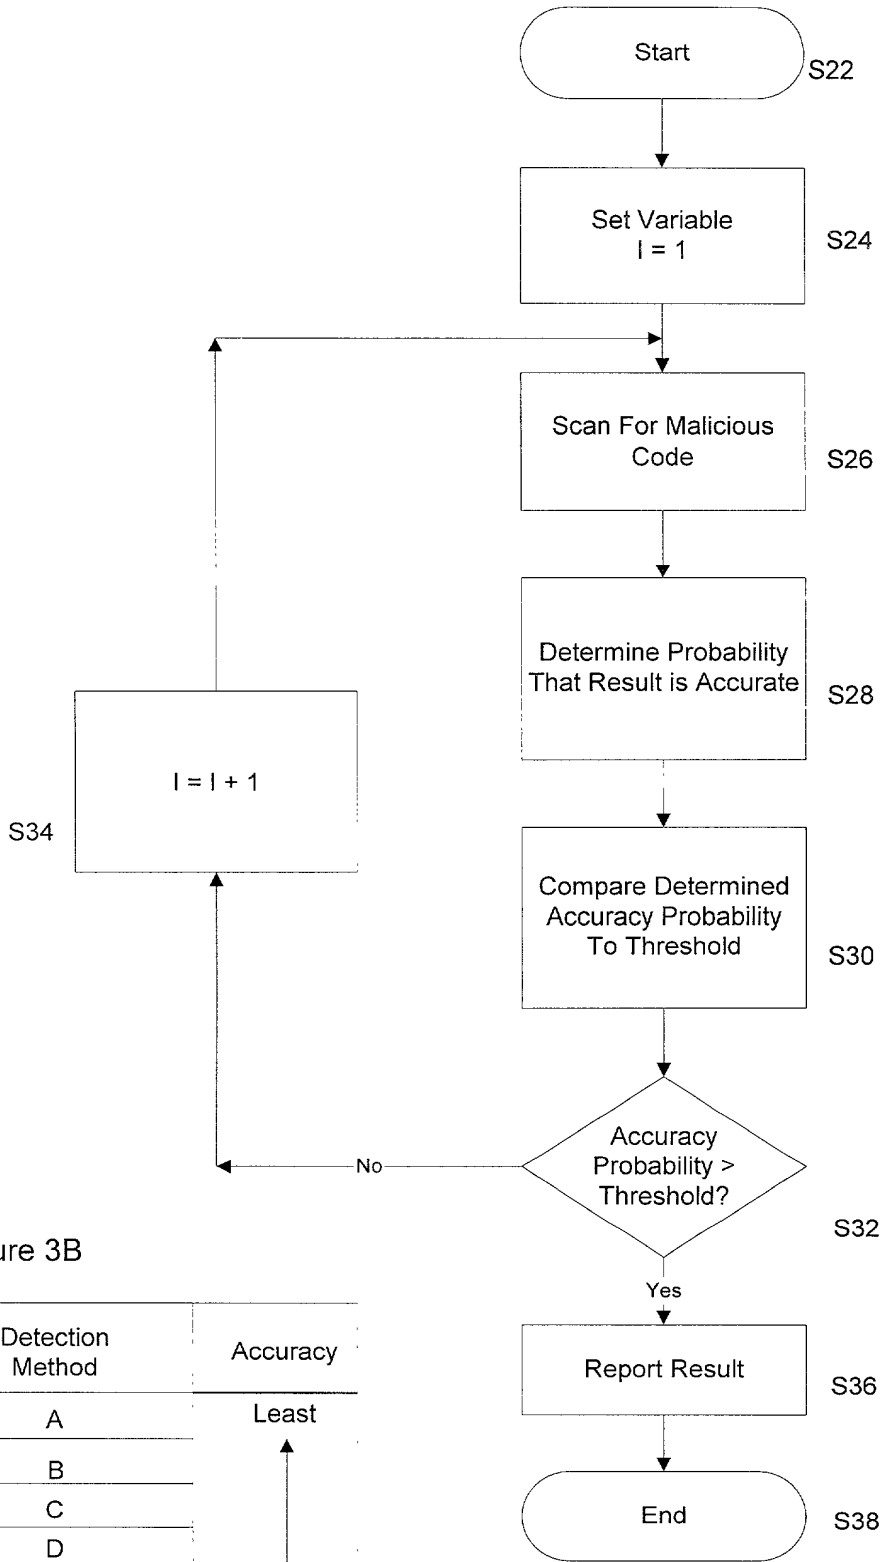 Start
S22
Set Variable
I = 1
S24
Scan For Malicious
Code
S26
Determine Probability
That Result is Accurate
S28
I = I + 1
S34
Compare Determined
Accuracy Probability
To Threshold
S30
Accuracy
Probability >
Threshold?
S32
No
Yes
Report Result
S36
End
S38
ure 3B
Detection
Method
Accuracy
A
Least
B
C
D